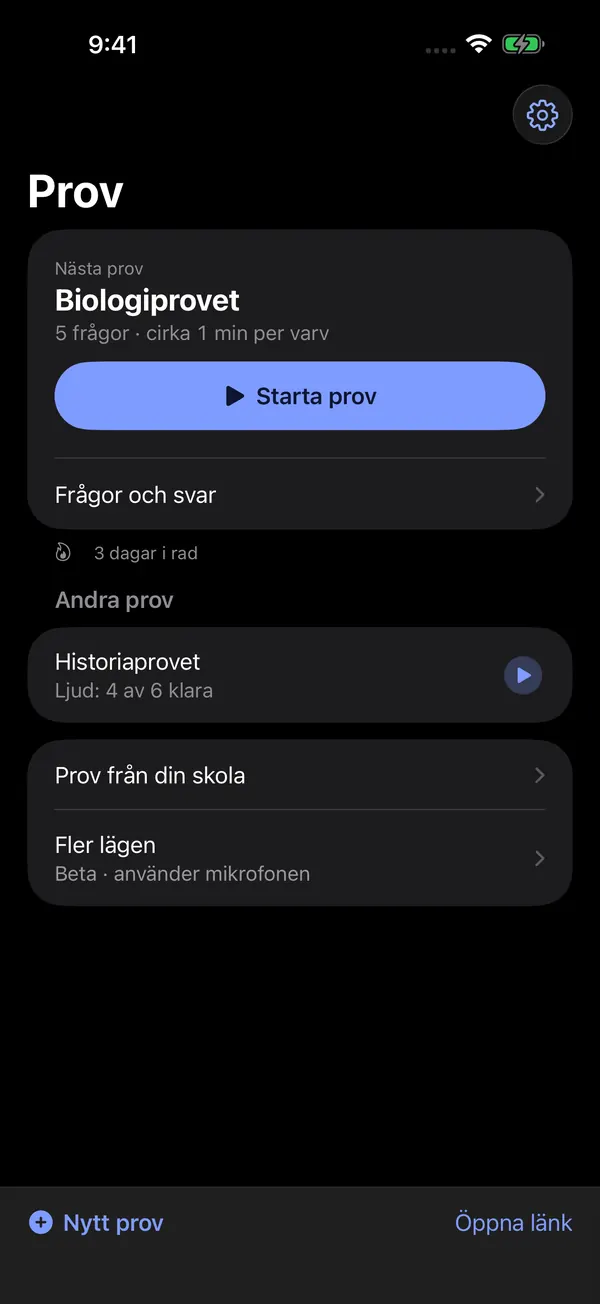 9:41
Prov
Nästa prov
Biologiprovet
5 frågor · cirka 1 min per varv
Starta prov
Frågor och svar
3 dagar i rad
Andra prov
Historiaprovet
Ljud: 4 av 6 klara
Prov från din skola
Fler lägen
Beta · använder mikrofonen
Nytt prov
Öppna länk